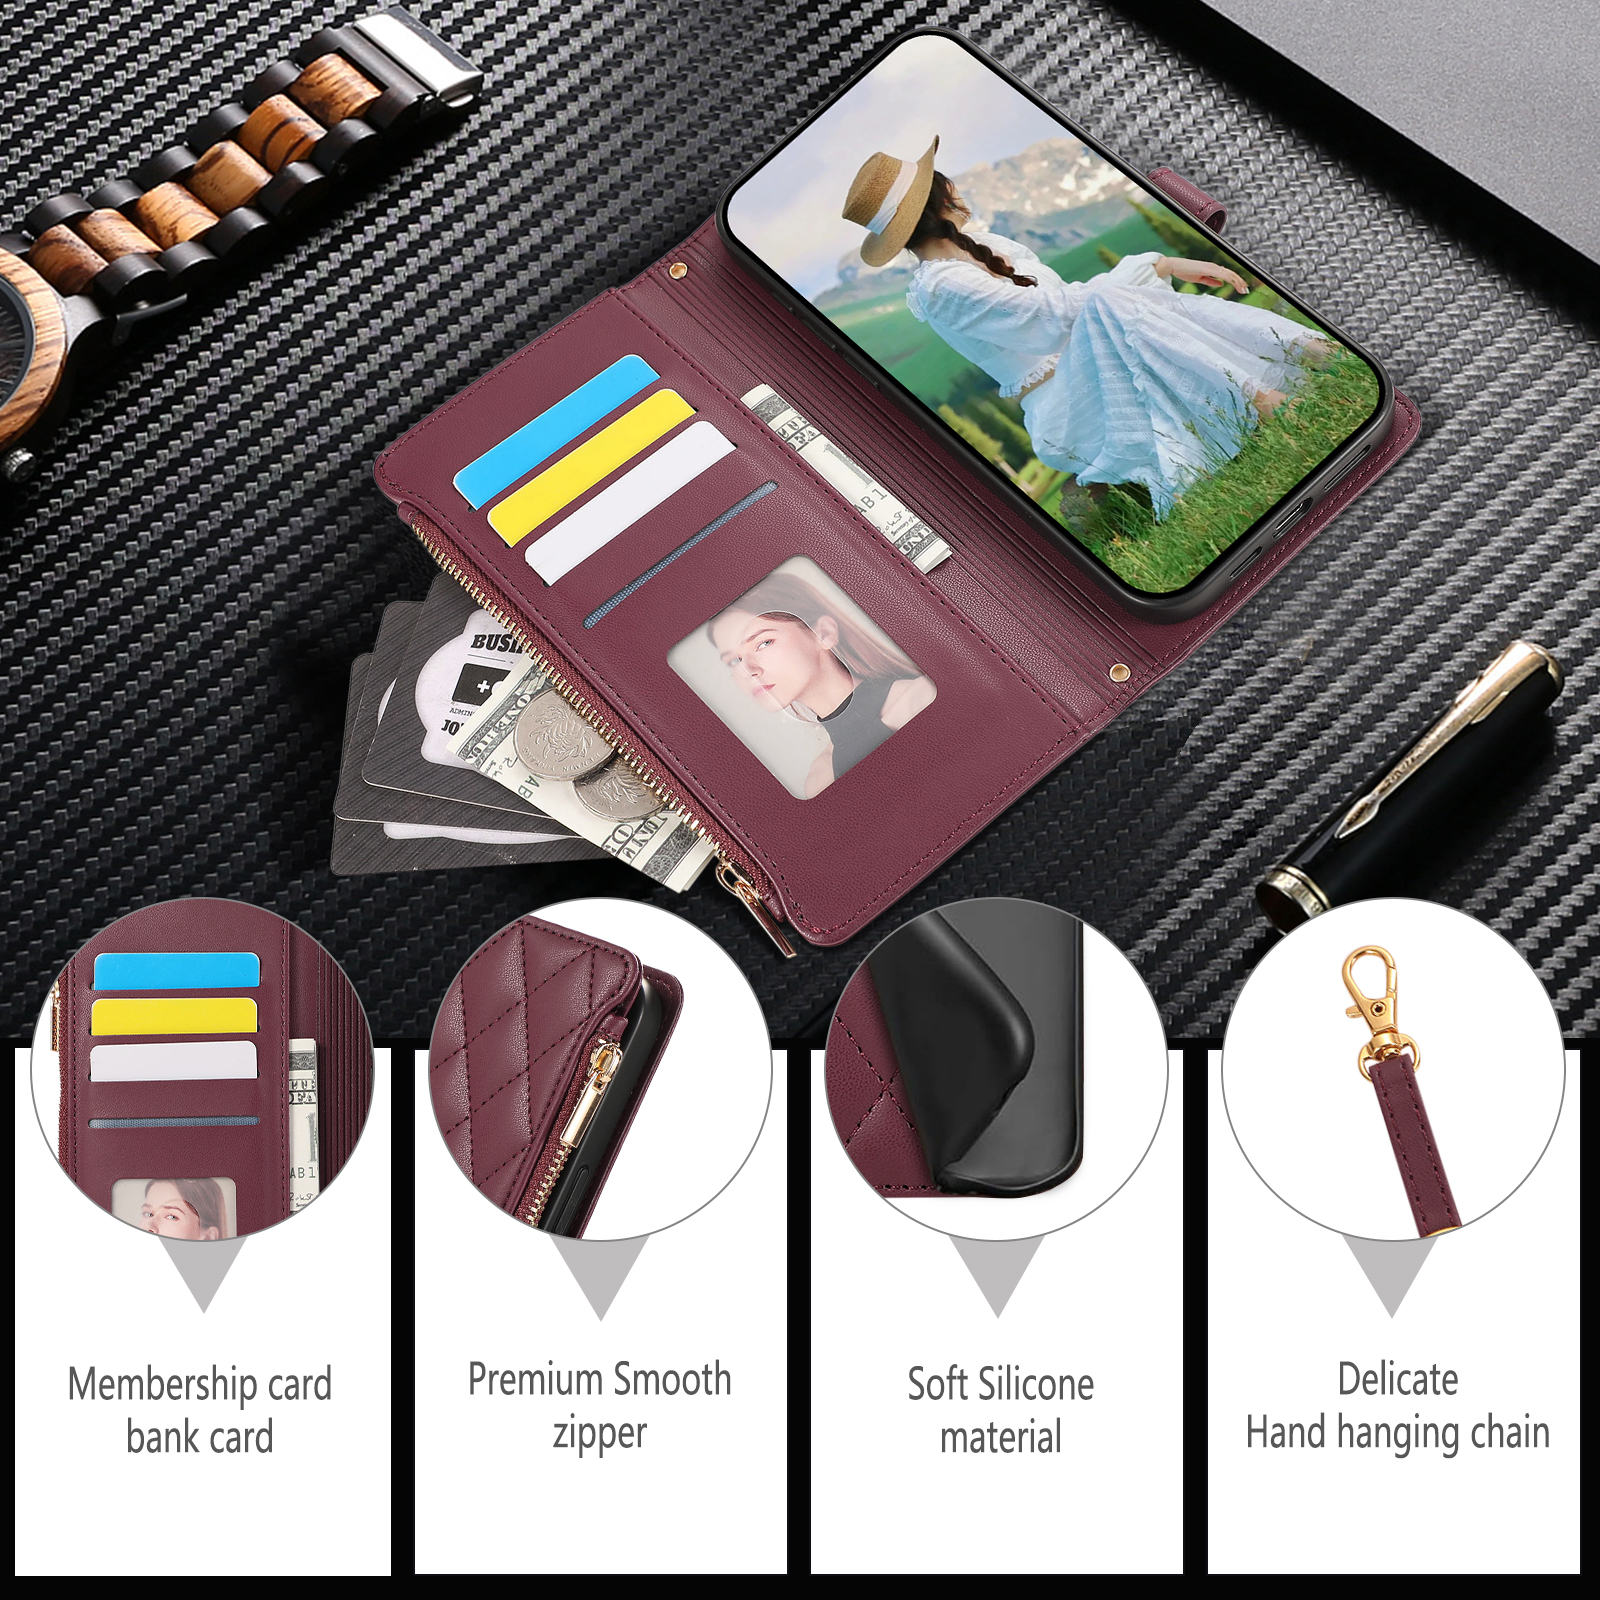 Membership card
bank card
Premium Smooth
zipper
Soft Silicone
material
Delicate
Hand hanging chain